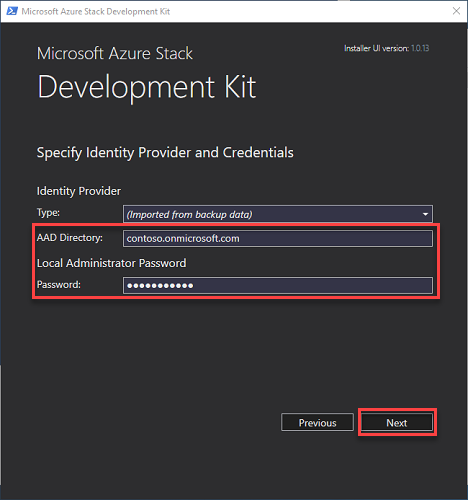 Microsoft Azure Stack Development Kit
Microsoft Azure Stack
Installer UI version: 1.0.13
Development Kit
Specify Identity Provider and Credentials
Identity Provider
Type: (Imported from backup data)
AAD Directory: contoso.onmicrosoft.com
Local Administrator Password
Password: ●●●●●●●●●●●
Previous Next